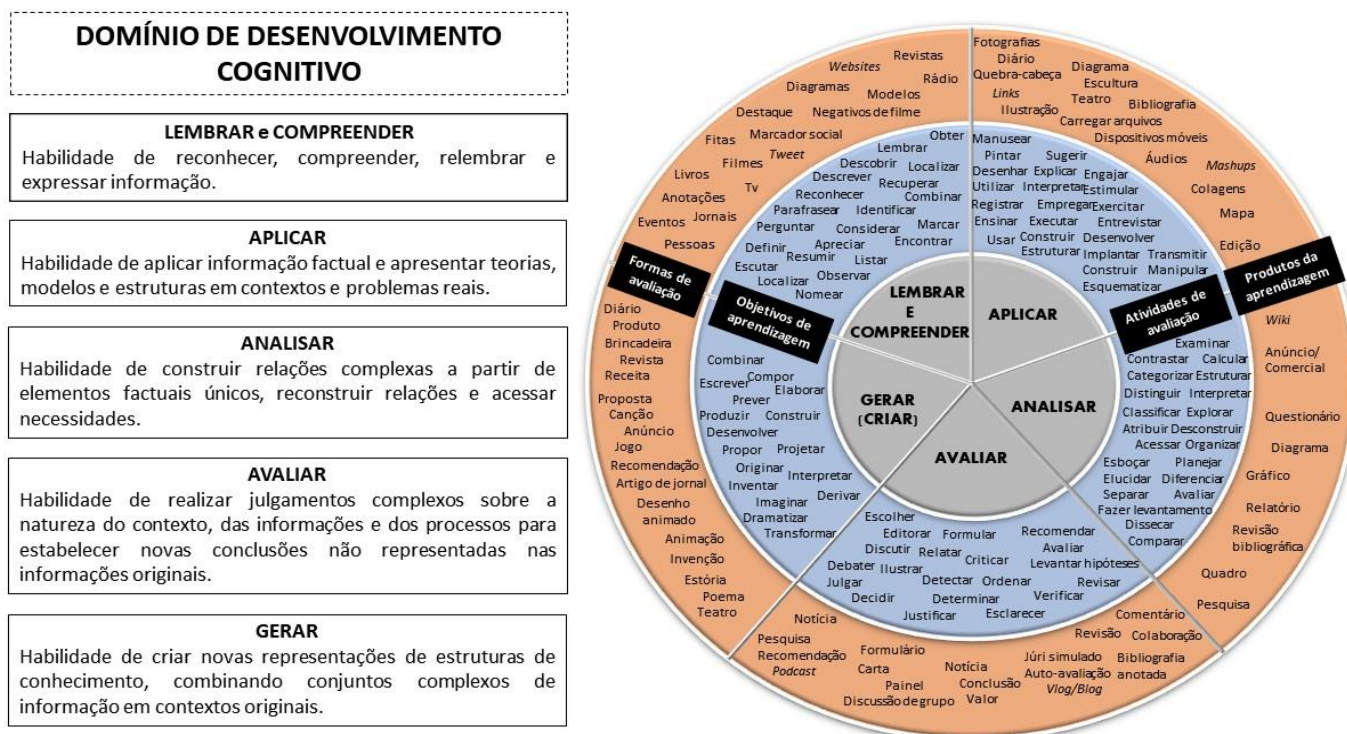 DOMÍNIO DE DESENVOLVIMENTO
COGNITIVO
LEMBRAR e COMPREENDER
Habilidade de reconhecer, compreender, relembrar e
expressar informação.
APLICAR
Habilidade de aplicar informação factual e apresentar teorias,
modelos e estruturas em contextos e problemas reais.
ANALISAR
Habilidade de construir relações complexas a partir de
elementos factuais únicos, reconstruir relações e acessar
necessidades.
AVALIAR
Habilidade de realizar julgamentos complexos sobre a
natureza do contexto, das informações e dos processos para
estabelecer novas conclusões não representadas nas
informações originais.
GERAR
Habilidade de criar novas representações de estruturas de
conhecimento, combinando conjuntos complexos de
informação em contextos originais.
Revistas
Websites
Rádio
Diagramas
Modelos
Destaque
Negativos de filme
Fitas
Marcador social
Tweet
Filmes
Livros
Tv
Anotações
Jornais
Eventos
Pessoas
Obter
Lembrar
Descobrir
Localizar
Descrever
Recuperar
Reconhecer
Combinar
Parafrasear
Identificar
Perguntar
Considerar
Marcar
Definir
Apreciar
Encontrar
Resumir
Listar
Escutar
Observar
Localizar
Nomear
Fotografias
Diário
Quebra-cabeça
Diagrama
Escultura
Links
Teatro
Bibliografia
Ilustração
Carregar arquivos
Dispositivos móveis
Áudios
Mashups
Colagens
Mapa
Edição
Manusear
Pintar
Sugerir
Desenhar
Explicar
Engajar
Utilizar
Interpretar
Estimular
Registrar
Empregar
Exercitar
Ensinar
Executar
Entrevistar
Usar
Construir
Desenvolver
Estruturar
Implantar
Transmitir
Construir
Manipular
Esquematizar
Formas de
avaliação
Objetivos de
aprendizagem
Atividades de
avaliação
Produtos da
aprendizagem
LEMBRAR
E
COMPREENDER
APLICAR
ANALISAR
AVALIAR
GERAR
(CRIAR)
Diário
Produto
Brincadeira
Revista
Receita
Proposta
Canção
Anúncio
Jogo
Recomendação
Artigo de jornal
Desenho
animado
Animação
Invenção
Estória
Poema
Teatro
Combinar
Compor
Escrever
Elaborar
Prever
Produzir
Construir
Desenvolver
Propor
Projetar
Originar
Interpretar
Inventar
Imaginar
Derivar
Dramatizar
Transformar
Examinar
Contrastar
Calcular
Categorizar
Estruturar
Distinguir
Interpretar
Classificar
Explorar
Atribuir
Desconstruir
Acessar
Organizar
Esboçar
Planejar
Elucidar
Diferenciar
Separar
Avaliar
Fazer levantamento
Dissecar
Comparar
Wiki
Anúncio/
Comercial
Questionário
Diagrama
Gráfico
Relatório
Revisão
bibliográfica
Quadro
Pesquisa
Escolher
Editorar
Formular
Recomendar
Discutir
Relatar
Avaliar
Debater
Ilustrar
Criticar
Levantar hipóteses
Julgar
Detectar
Ordenar
Revisar
Decidir
Determinar
Verificar
Justificar
Esclarecer
Notícia
Comentário
Pesquisa
Revisão
Colaboração
Recomendação
Formulário
Júri simulado
Bibliografia
anotada
Podcast
Carta
Notícia
Auto-avaliação
Painel
Conclusão
Vlog/Blog
Discussão de grupo
Valor